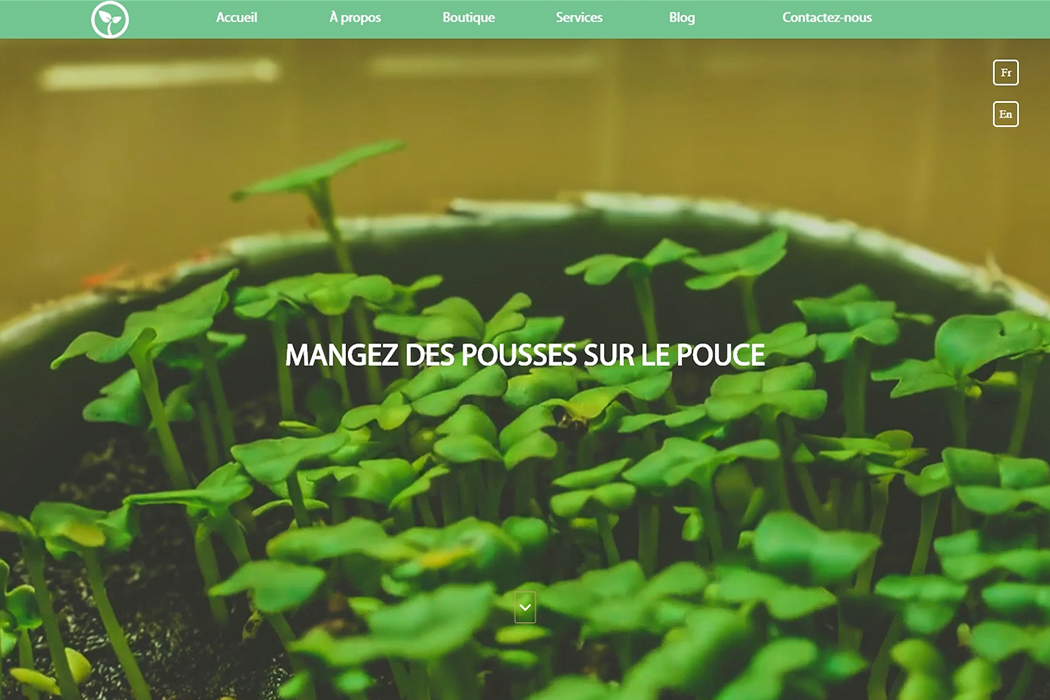 Accueil À propos Boutique Services Blog Contactez-nous
Fr
En
MANGEZ DES POUSSES SUR LE POUCE